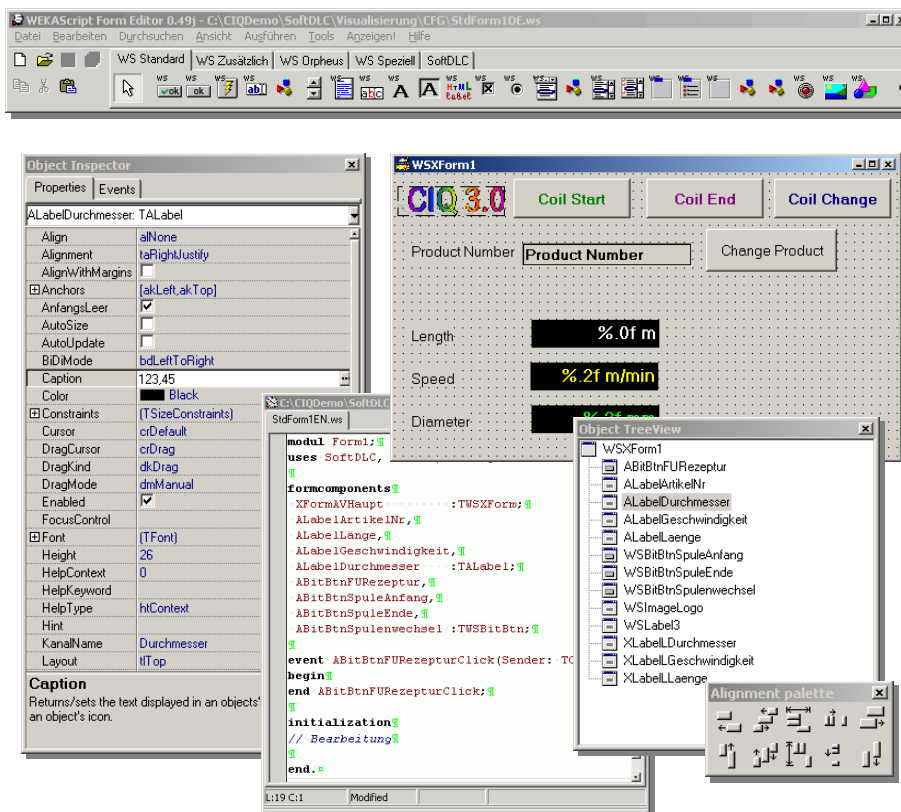 WEKAScript Form Editor 0.49j - C:\CIQDemo\SoftDLC\Visualisierung\CFG\StdForm1DE.ws
Datei Bearbeiten Durchsuchen Ansicht Ausführen Tools Anzeigen! Hilfe
WS Standard WS Zusätzlich WS Orpheus WS Speziell SoftDLC
Object Inspector
Properties Events
ALabelDurchmesser: TALabel
Align alNone
Alignment taRightJustify
AlignWithMargins
Anchors [akLeft,akTop]
AnfangsLeer
AutoSize
AutoUpdate
BiDiMode bdLeftToRight
Caption 123,45
Color Black
Constraints (TSizeConstraints)
Cursor crDefault
DragCursor crDrag
DragKind dkDrag
DragMode dmManual
Enabled
FocusControl
Font (TFont)
Height 26
HelpContext 0
HelpKeyword
HelpType htContext
Hint
KanalName Durchmesser
Layout tlTop
Caption
Returns/sets the text displayed in an objects'
an object's icon.
WSXForm1
CIQ 3.0 Coil Start Coil End Coil Change
Product Number Product Number Change Product
Length %.0f m
Speed %.2f m/min
Diameter
C:\CIQDemo\SoftDLC
StdForm1EN.ws
modul Form1;¶
uses SoftDLC,
¶
formcomponents¶
XFormAVHaupt :TWSXForm;¶
ALabelArtikelNr,¶
ALabelLänge,¶
ALabelGeschwindigkeit,¶
ALabelDurchmesser :TALabel;¶
ABitBtnFURezeptur,¶
ABitBtnSpuleAnfang,¶
ABitBtnSpuleEnde,¶
ABitBtnSpulenwechsel :TWSBitBtn;¶
¶
event ABitBtnFURezepturClick(Sender: TO
begin¶
end ABitBtnFURezepturClick;¶
¶
initialization¶
// Bearbeitung¶
¶
end.¤
L:19 C:1 Modified
Object TreeView
WSXForm1
ABitBtnFURezeptur
ALabelArtikelNr
ALabelDurchmesser
ALabelGeschwindigkeit
ALabelLaenge
WSBitBtnSpuleAnfang
WSBitBtnSpuleEnde
WSBitBtnSpulenwechsel
WSImageLogo
WSLabel3
XLabelLDurchmesser
XLabelLGeschwindigkeit
XLabelLLaenge
Alignment palette